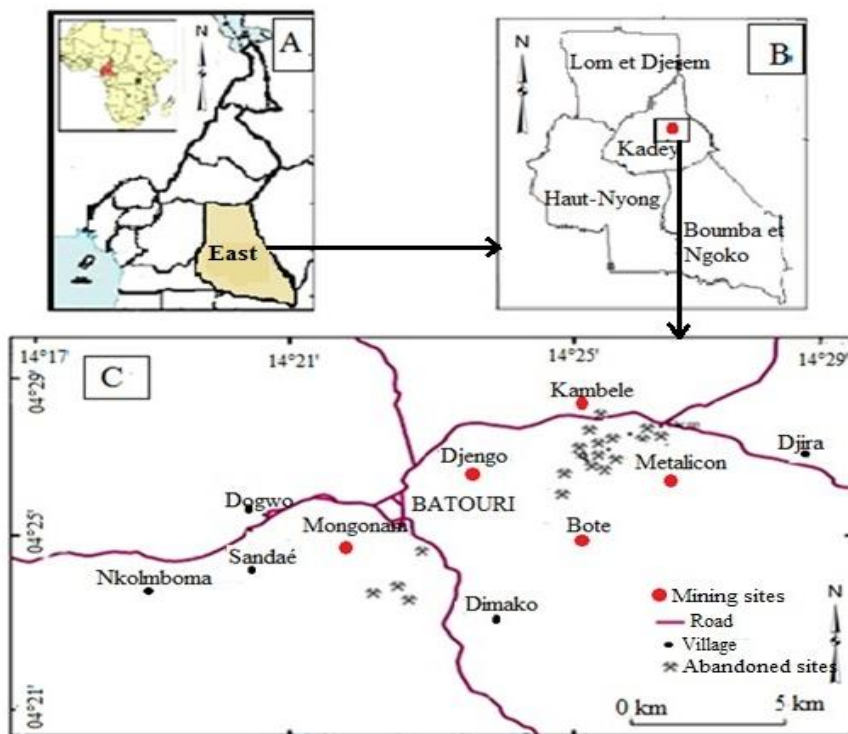 N
A
East
N
B
Lom et Djerem
Kadey
Haut-Nyong
Boumba et
Ngoko
14°17'
14°21'
14°25'
14°29'
04°29'
C
Kambele
Djengo
Metalicon
Djira
Dogwo
BATOURI
04°25'
Mongonam
Bote
Sandaé
Nkolmboma
Dimako
Mining sites
Road
Village
Abandoned sites
N
04°21'
0 km
5 km